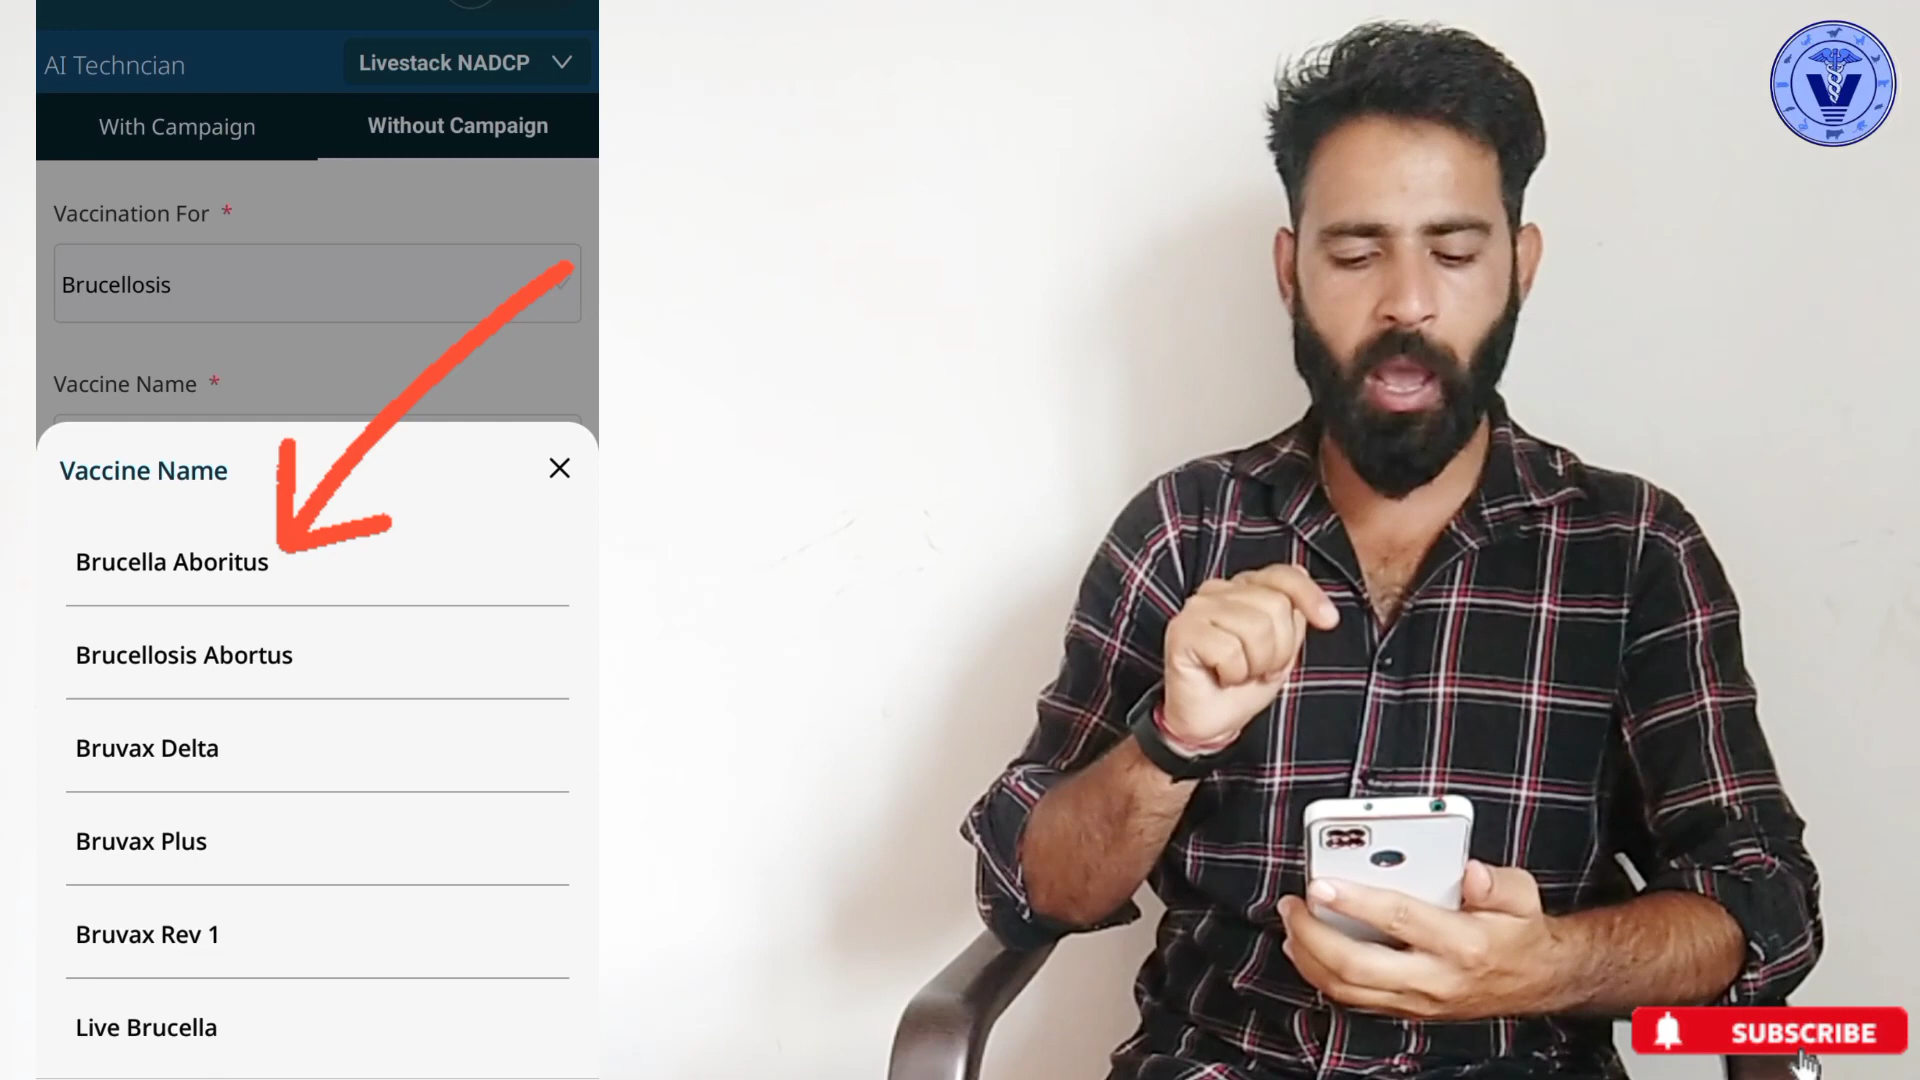 AI Techncian
Livestack NADCP
With Campaign
Without Campaign
Vaccination For *
Brucellosis
Vaccine Name *
Vaccine Name
Brucella Aboritus
Brucellosis Abortus
Bruvax Delta
Bruvax Plus
Bruvax Rev 1
Live Brucella
V
SUBSCRIBE